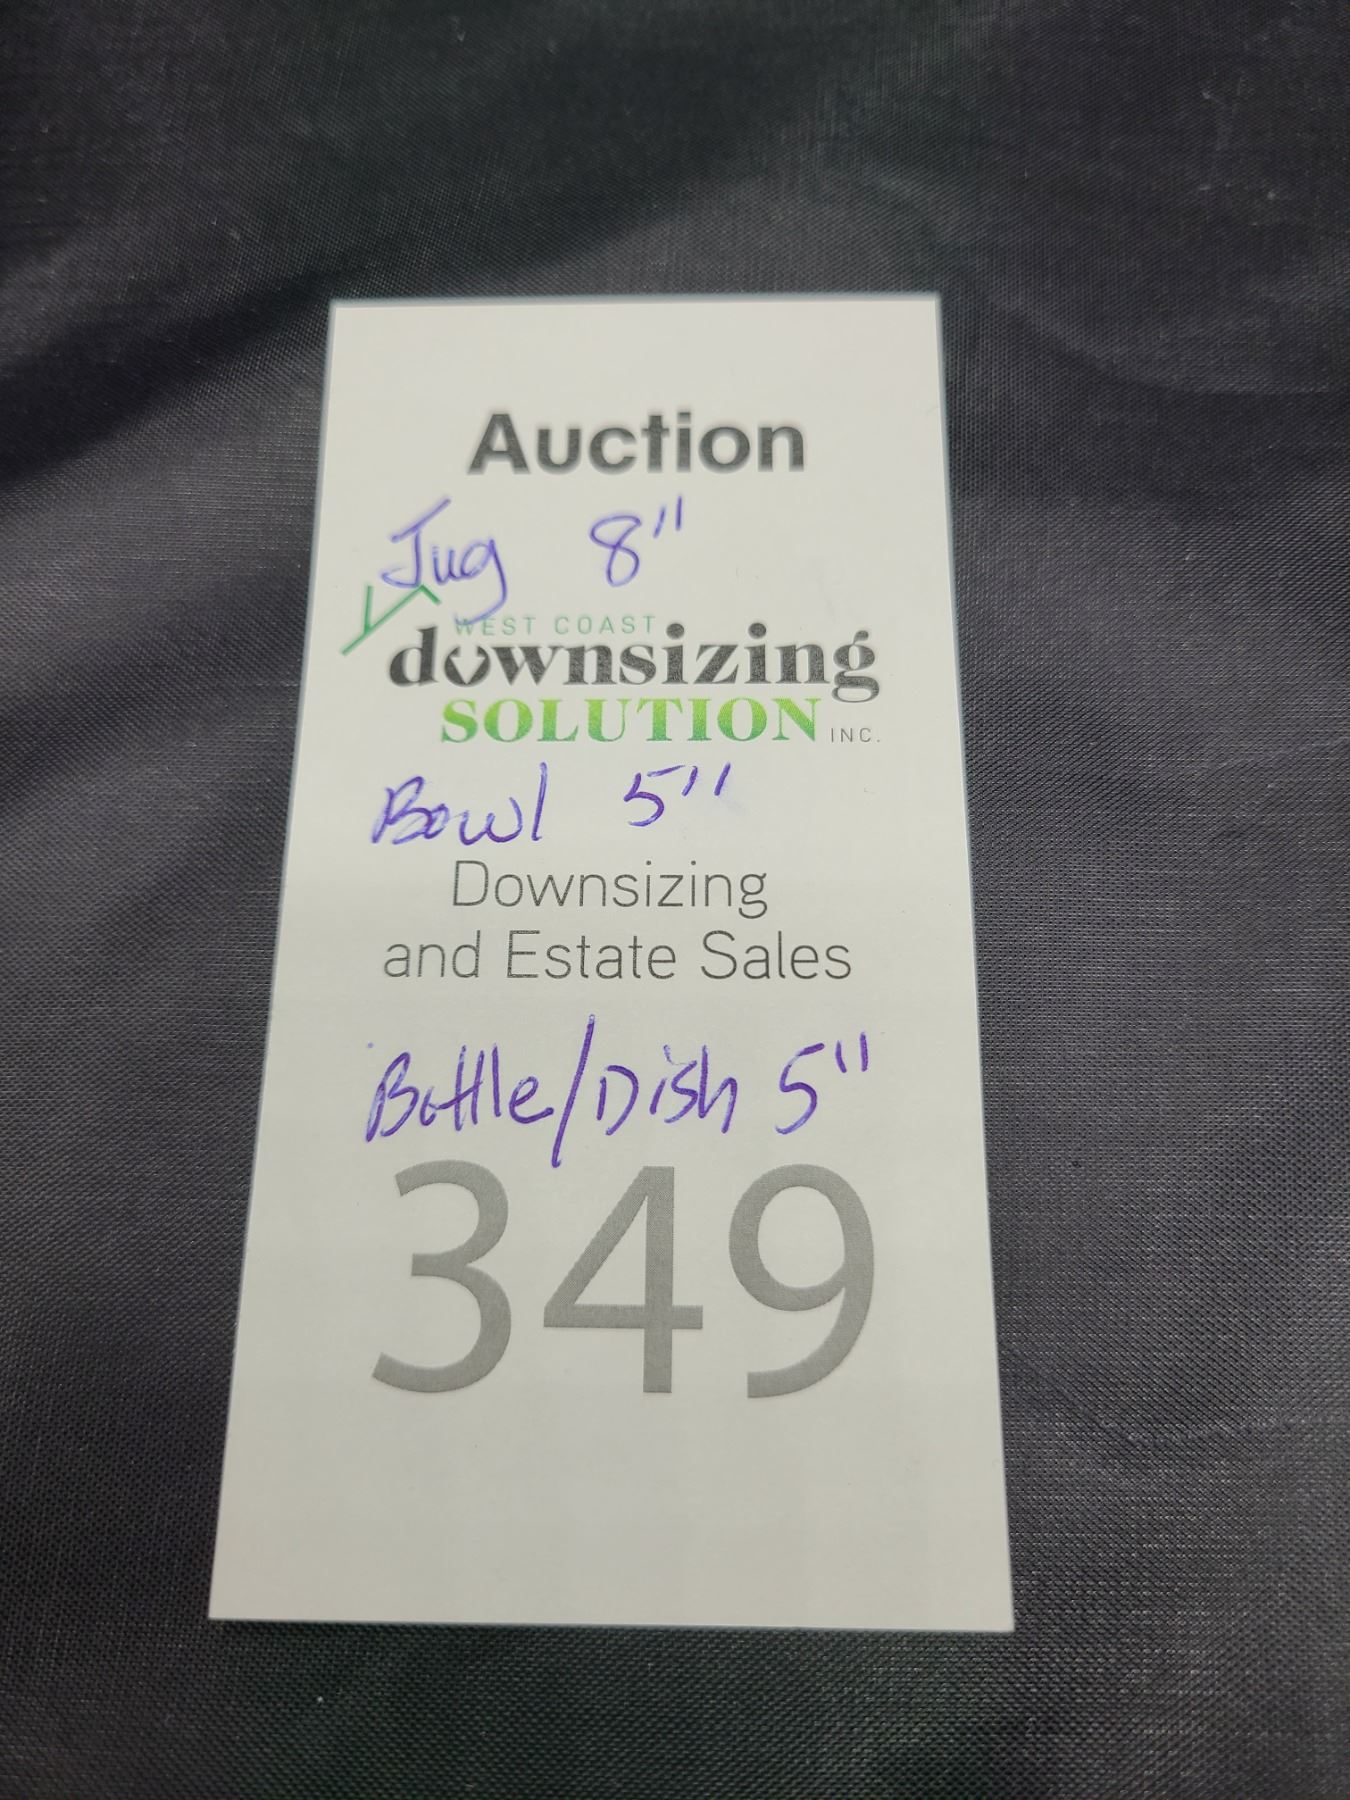 Auction
Jug 8"
WEST COAST
downsizing
SOLUTION INC.
Bowl 5"
Downsizing
and Estate Sales
Bottle/Dish 5"
349